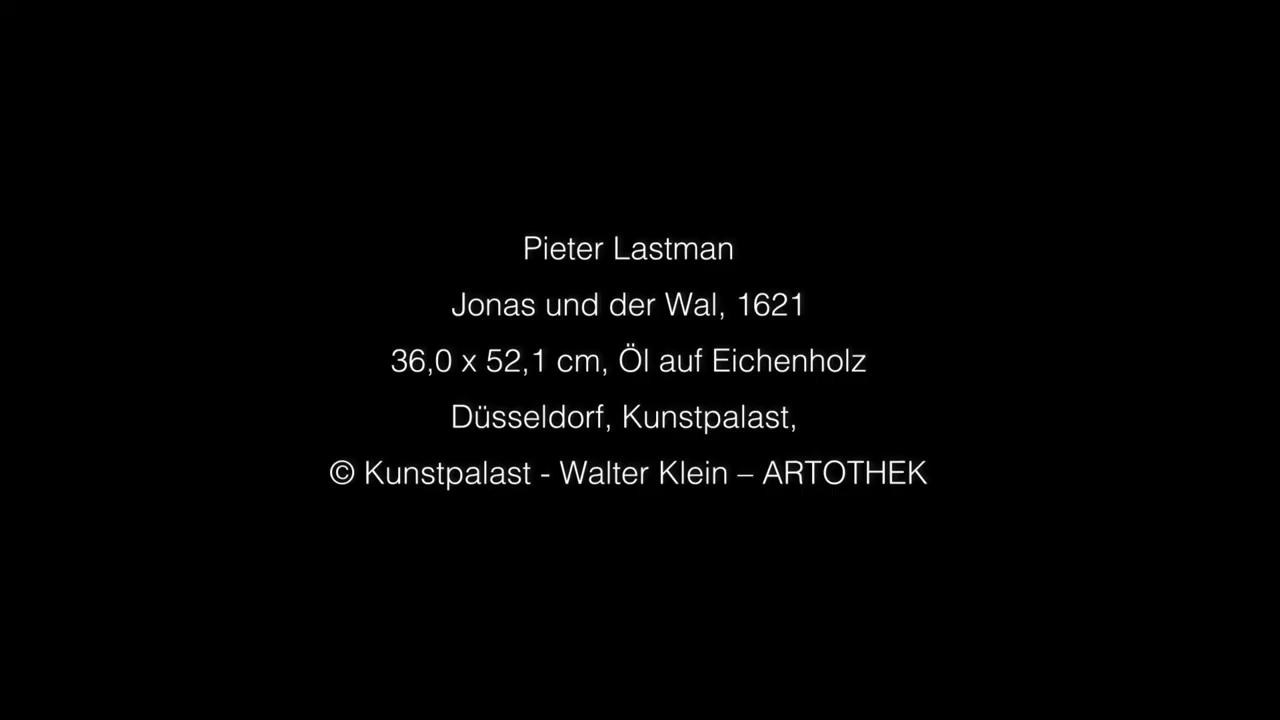 Pieter Lastman
Jonas und der Wal, 1621
36,0 x 52,1 cm, Öl auf Eichenholz
Düsseldorf, Kunstpalast,
© Kunstpalast - Walter Klein – ARTOTHEK